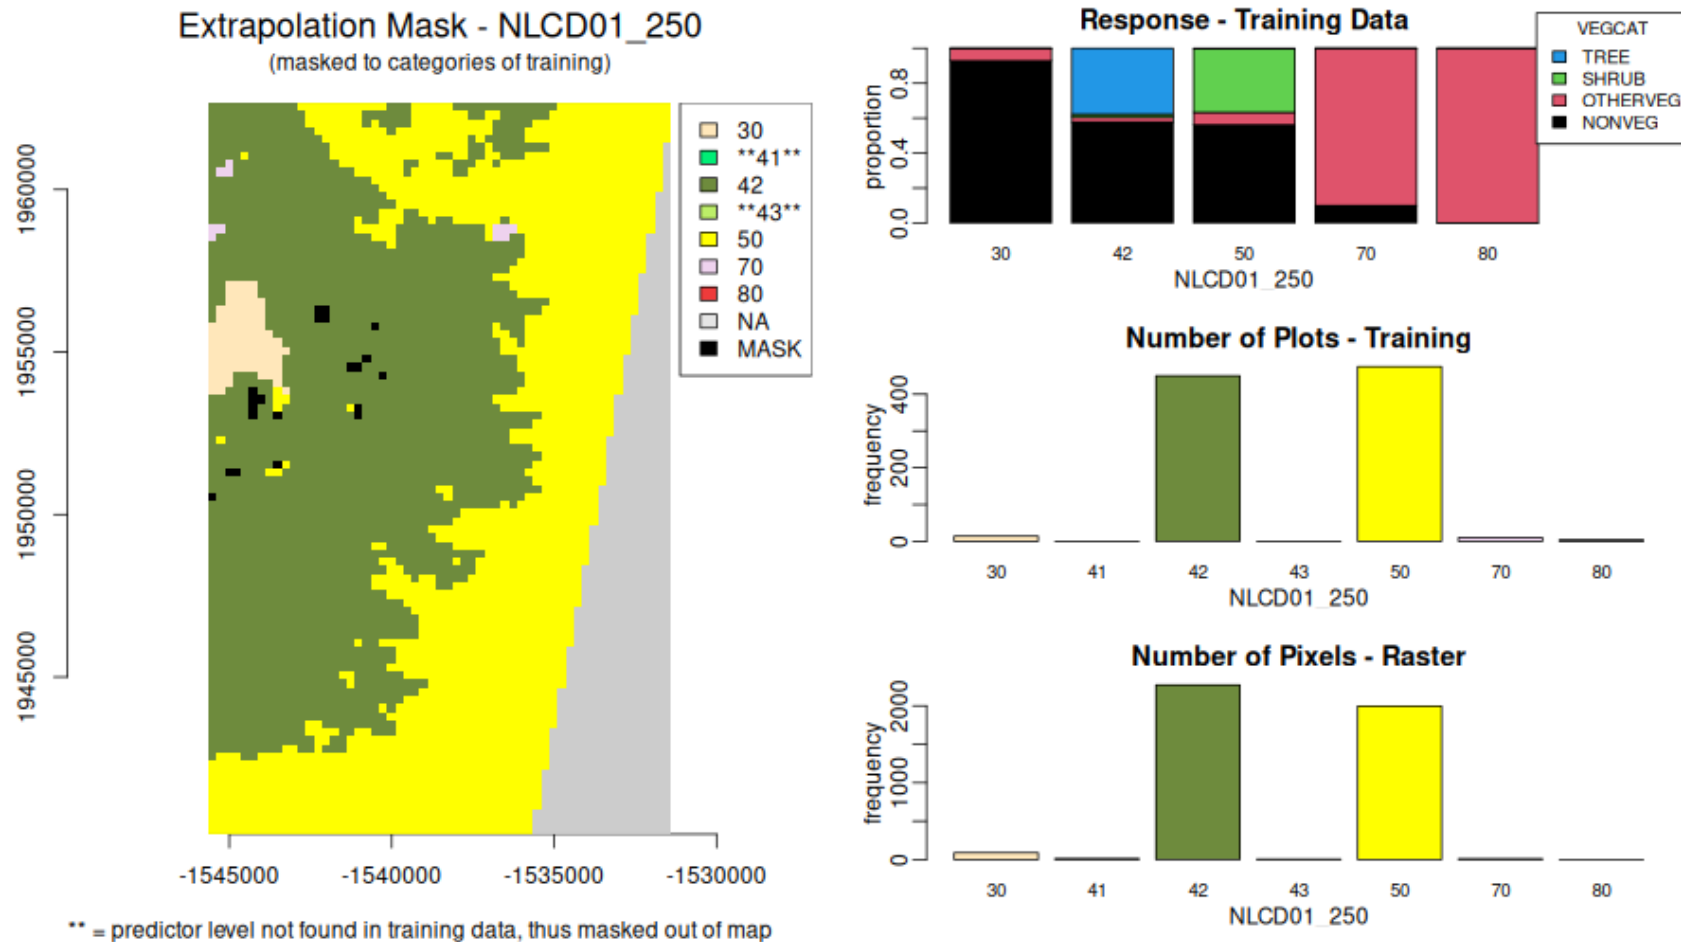 Extrapolation Mask - NLCD01_250
(masked to categories of training)
1960000
1955000
1950000
1945000
-1545000 -1540000 -1535000 -1530000
30
**41**
42
**43**
50
70
80
NA
MASK
** = predictor level not found in training data, thus masked out of map
Response - Training Data
proportion
0.8
0.4
0.0
30 42 50 70 80
NLCD01_250
VEGCAT
TREE
SHRUB
OTHERVEG
NONVEG
Number of Plots - Training
frequency
400
200
0
30 41 42 43 50 70 80
NLCD01_250
Number of Pixels - Raster
frequency
2000
1000
0
30 41 42 43 50 70 80
NLCD01_250